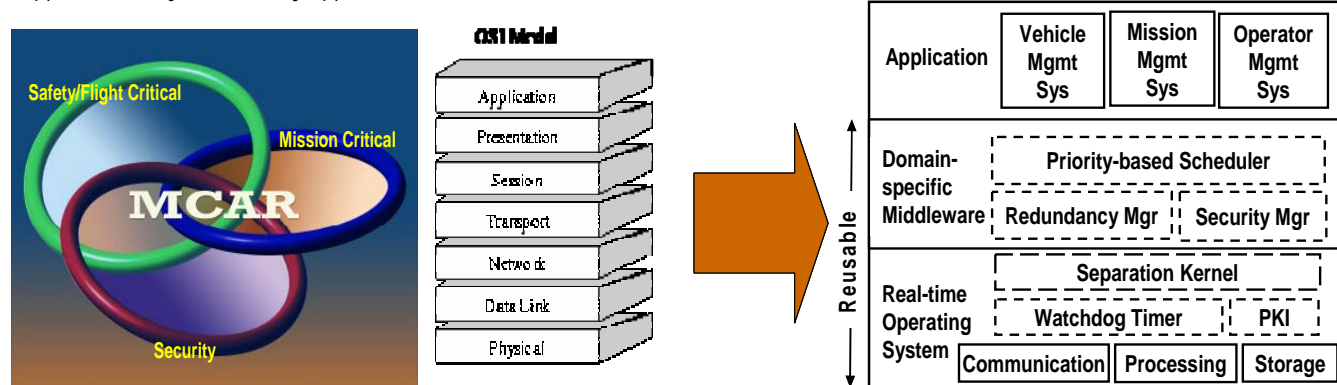 Safety/Flight Critical
Mission Critical
MCAR
Security
OSI Model
Application
Presentation
Session
Transport
Network
Data Link
Physical
Reusable
Application
Vehicle
Mgmt
Sys
Mission
Mgmt
Sys
Operator
Mgmt
Sys
Domain-
specific
Middleware
Priority-based Scheduler
Redundancy Mgr
Security Mgr
Real-time
Operating
System
Separation Kernel
Watchdog Timer
PKI
Communication
Processing
Storage